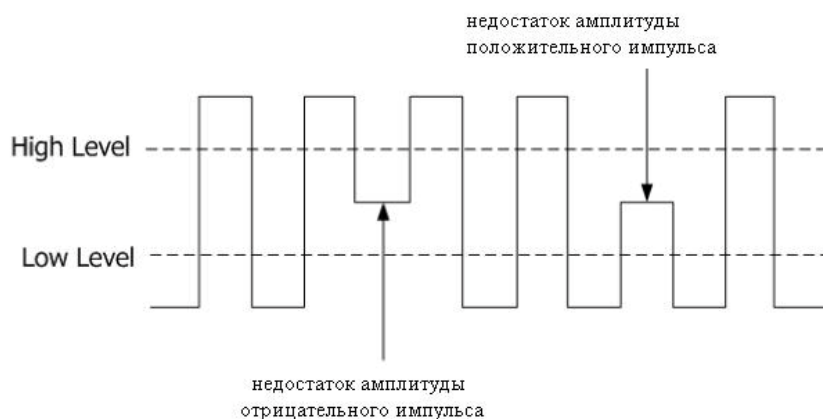 недостаток амплитуды
положительного импульса
High Level
Low Level
недостаток амплитуды
отрицательного импульса